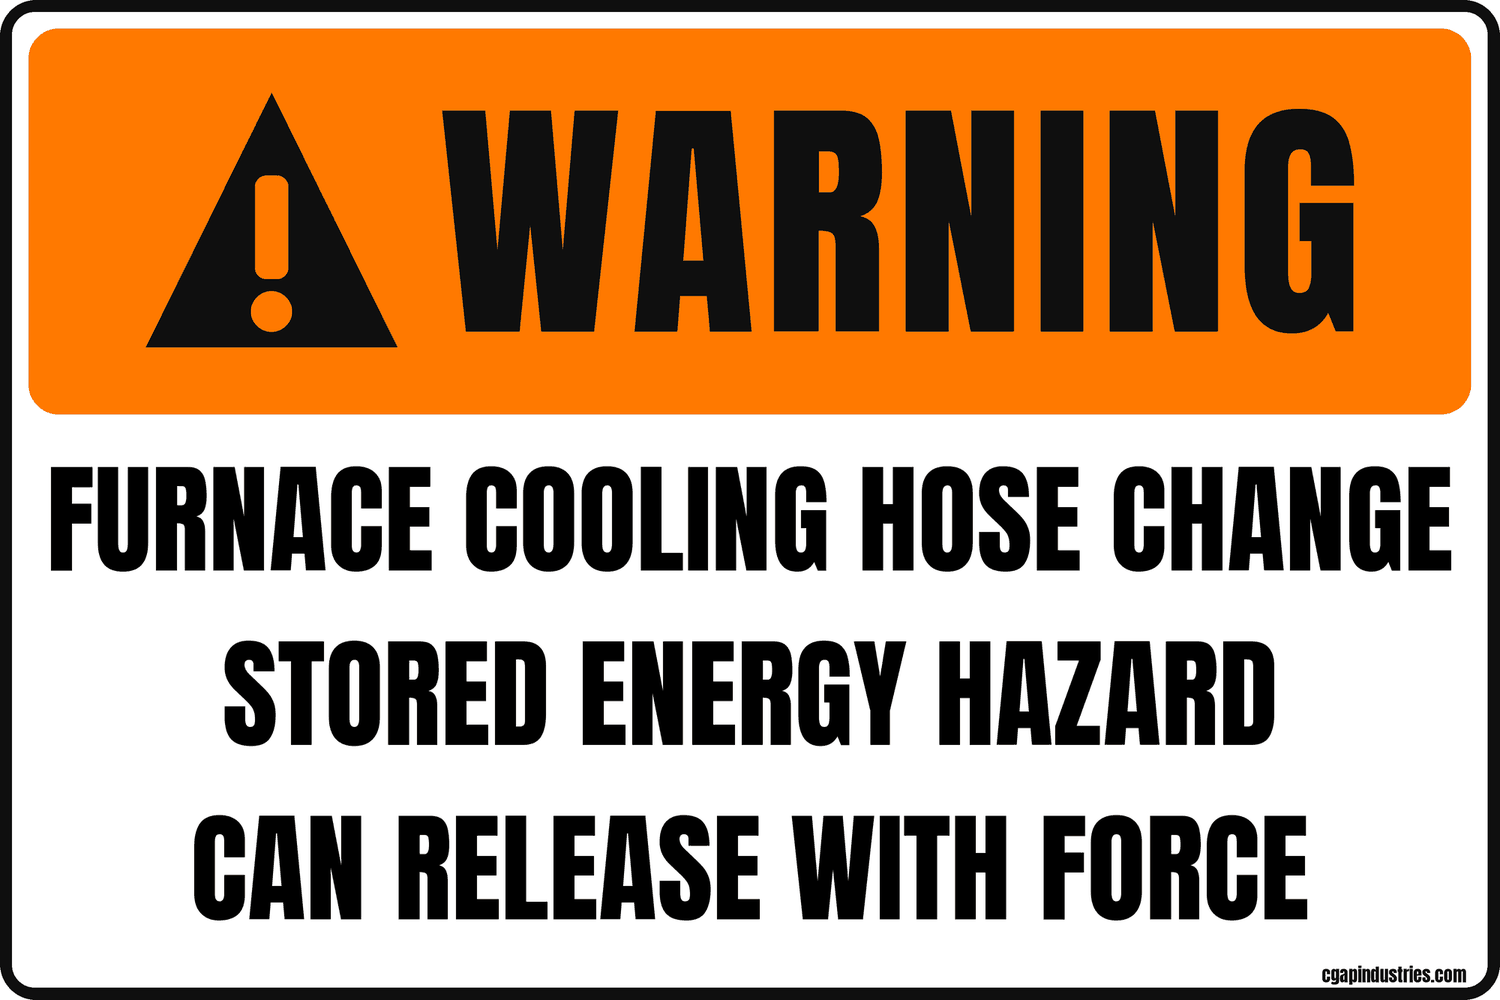 WARNING
FURNACE COOLING HOSE CHANGE
STORED ENERGY HAZARD
CAN RELEASE WITH FORCE
cgapindustries.com